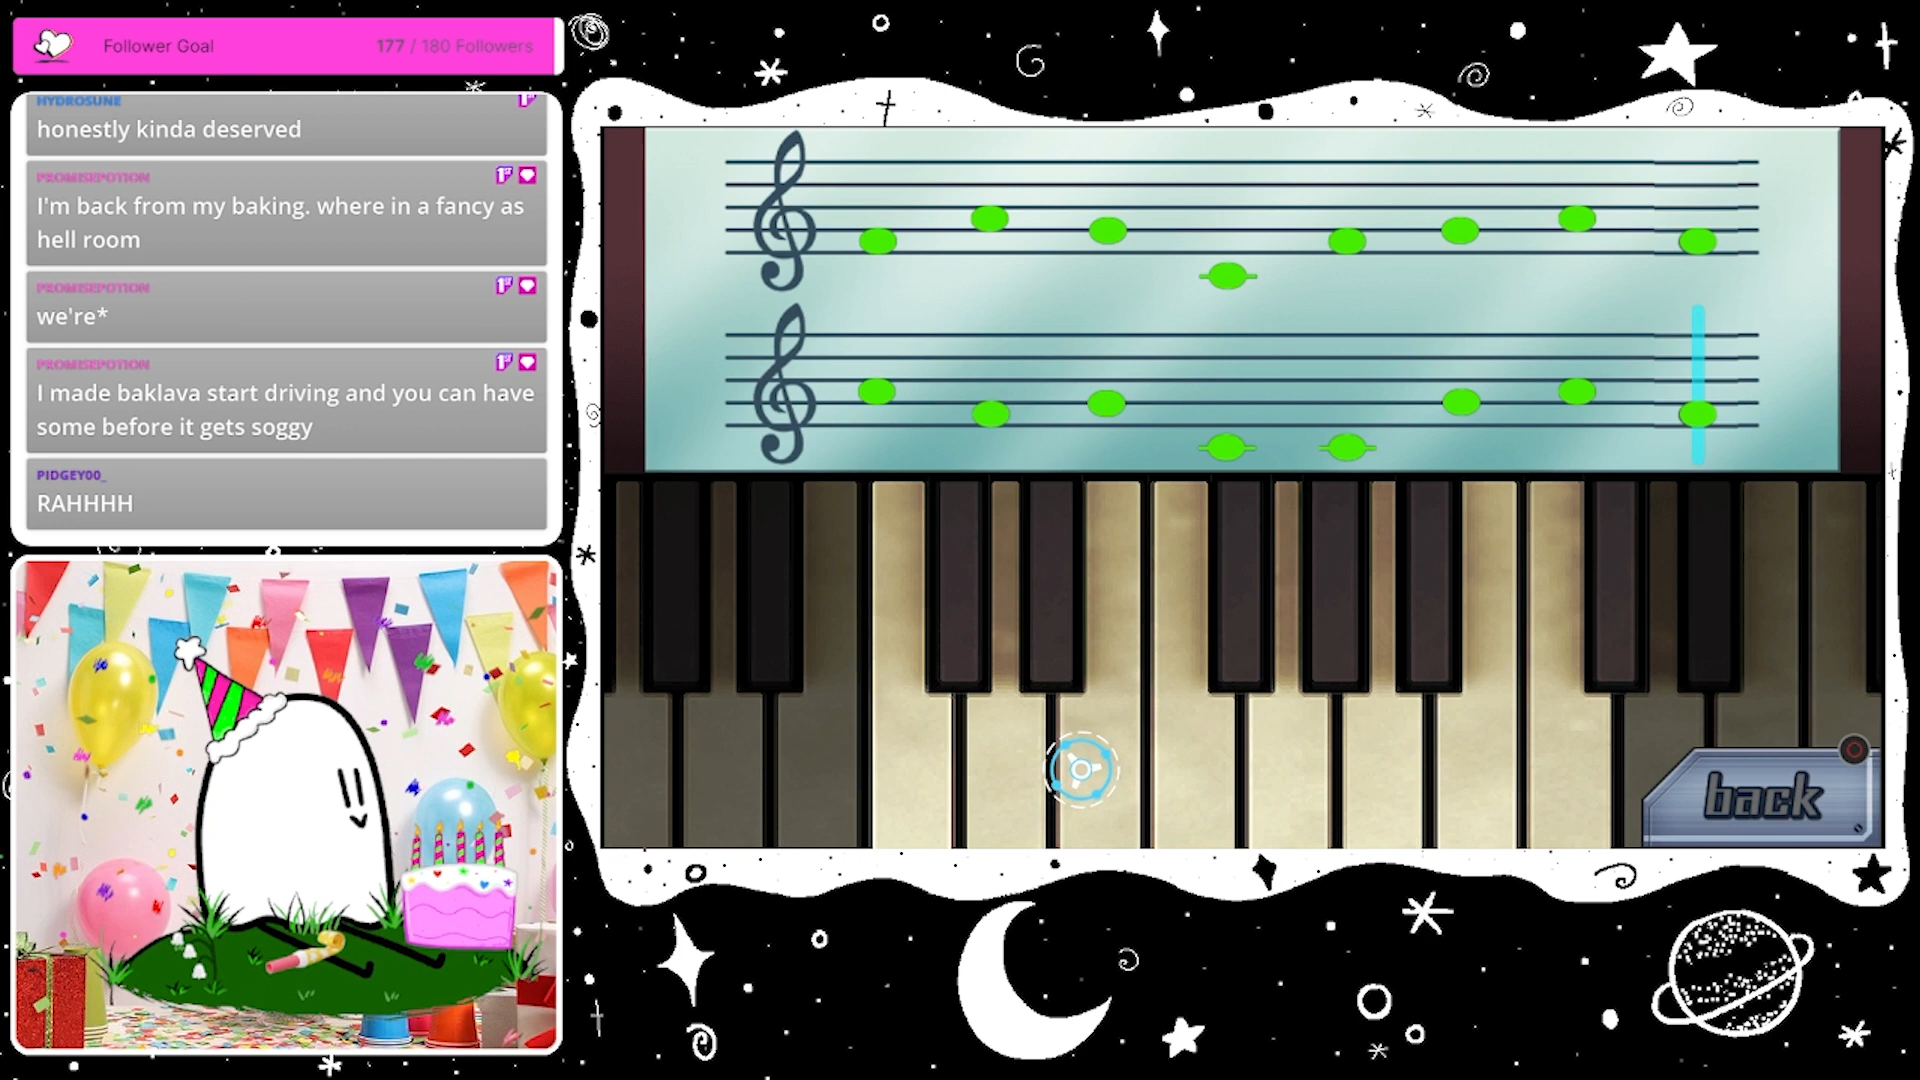 Follower Goal
177 / 180 Followers
HYDROSUNE
honestly kinda deserved
PROMISEPOTION
I'm back from my baking. where in a fancy as
hell room
PROMISEPOTION
we're*
PROMISEPOTION
I made baklava start driving and you can have
some before it gets soggy
PIDGEY00_
RAHHHH
back